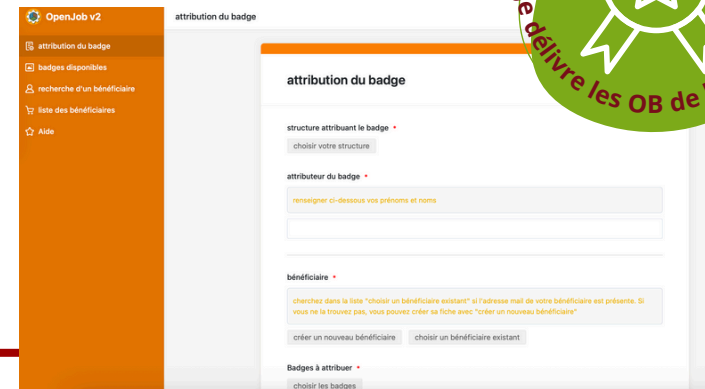 OpenJob v2
attribution du badge
attribution du badge
badges disponibles
recherche d'un bénéficiaire
liste des bénéficiaires
Aide
attribution du badge
structure attribuant le badge *
choisir votre structure
attributeur du badge *
renseigner ci-dessous vos prénoms et noms
bénéficiaire *
cherchez dans la liste "choisir un bénéficiaire existant" si l'adresse mail de votre bénéficiaire est présente. Si
vous ne la trouvez pas, vous pouvez créer sa fiche avec "créer un nouveau bénéficiaire"
créer un nouveau bénéficiaire choisir un bénéficiaire existant
Badges à attribuer *
choisir les badges
délivre les OB de